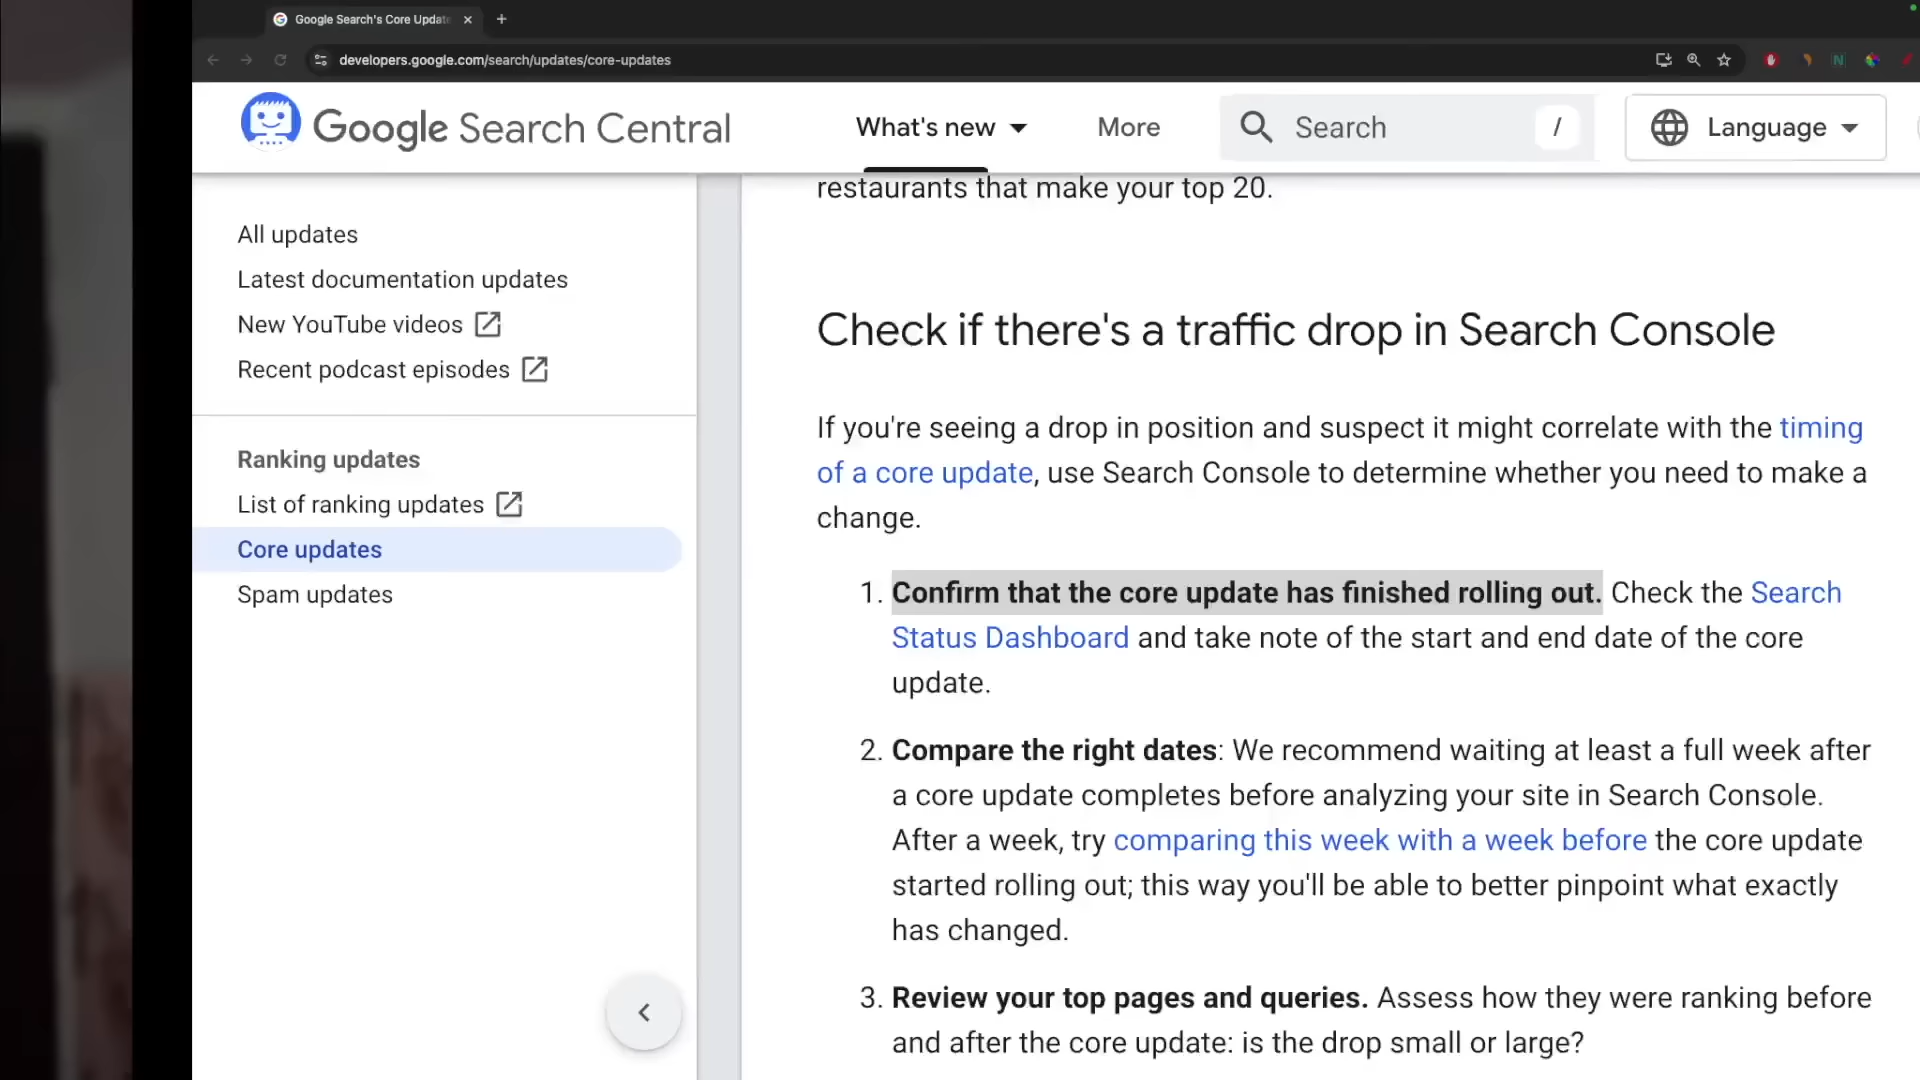 Google Search's Core Updat
developers.google.com/search/updates/core-updates
Google Search Central
What's new
More
Search
/
Language
All updates
Latest documentation updates
New YouTube videos
Recent podcast episodes
Ranking updates
List of ranking updates
Core updates
Spam updates
restaurants that make your top 20.
Check if there's a traffic drop in Search Console
If you're seeing a drop in position and suspect it might correlate with the timing
of a core update, use Search Console to determine whether you need to make a
change.
1. Confirm that the core update has finished rolling out. Check the Search
Status Dashboard and take note of the start and end date of the core
update.
2. Compare the right dates: We recommend waiting at least a full week after
a core update completes before analyzing your site in Search Console.
After a week, try comparing this week with a week before the core update
started rolling out; this way you'll be able to better pinpoint what exactly
has changed.
3. Review your top pages and queries. Assess how they were ranking before
and after the core update: is the drop small or large?